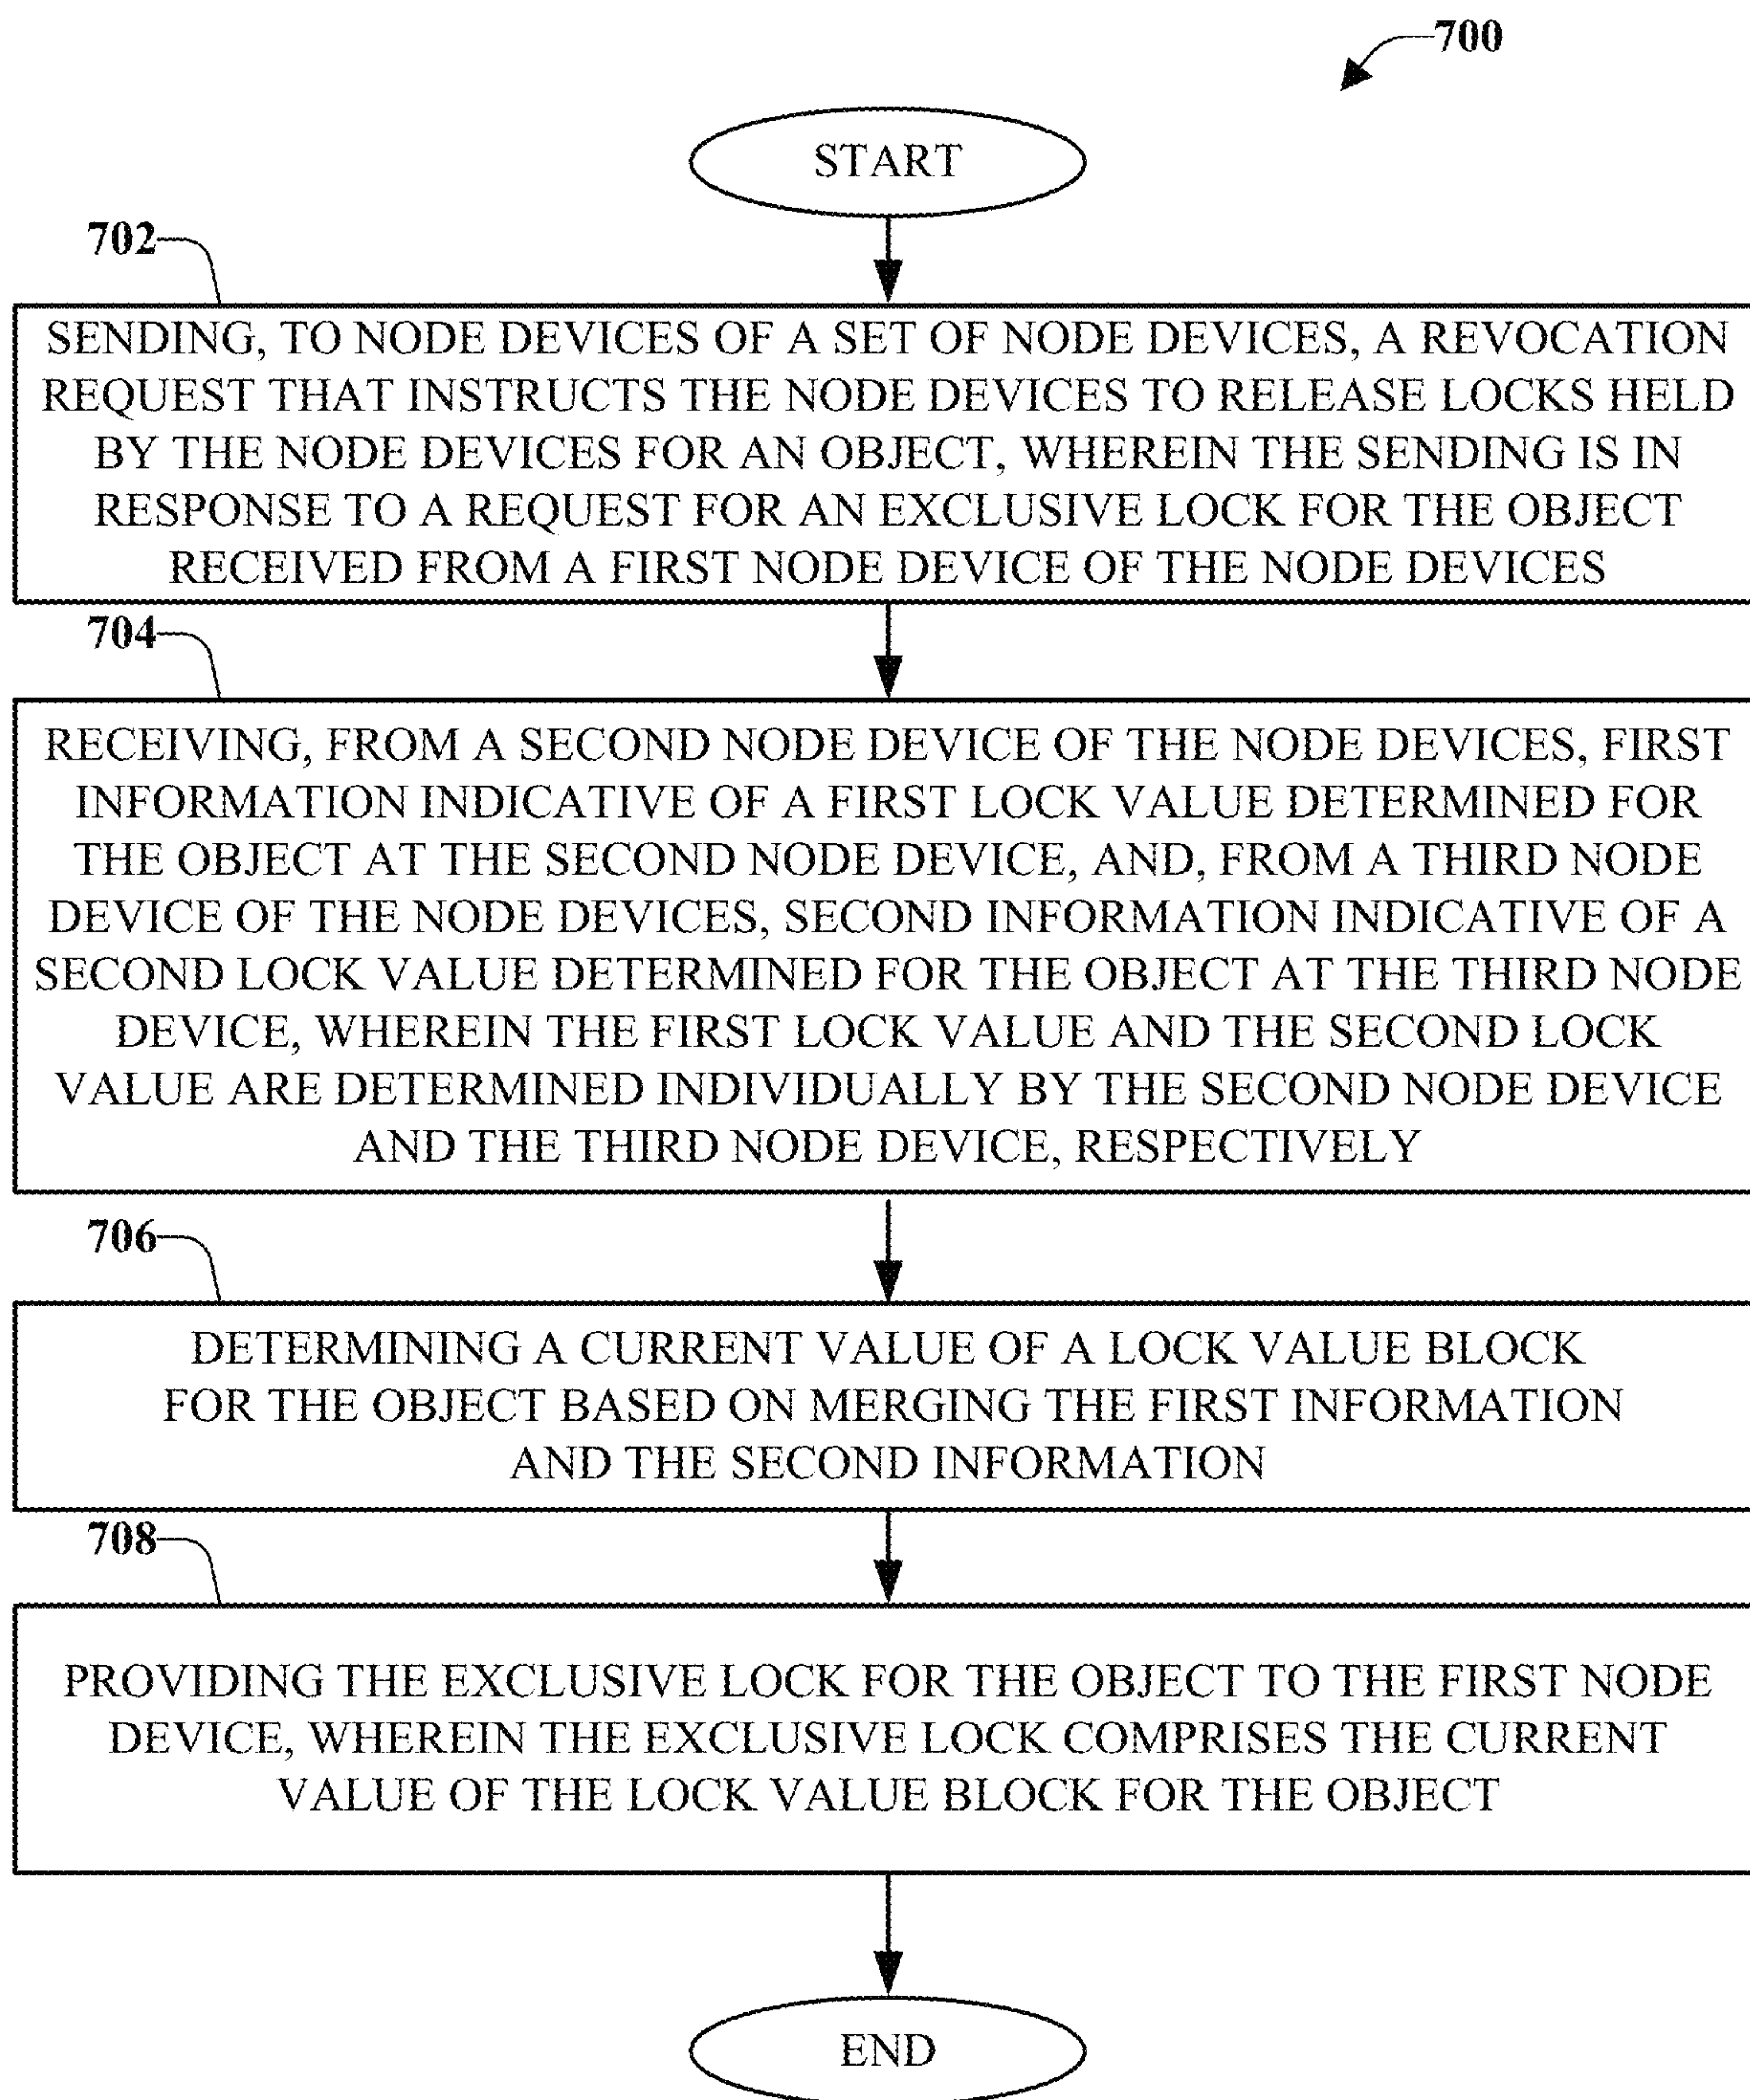 700
START
702
SENDING, TO NODE DEVICES OF A SET OF NODE DEVICES, A REVOCATION
REQUEST THAT INSTRUCTS THE NODE DEVICES TO RELEASE LOCKS HELD
BY THE NODE DEVICES FOR AN OBJECT, WHEREIN THE SENDING IS IN
RESPONSE TO A REQUEST FOR AN EXCLUSIVE LOCK FOR THE OBJECT
RECEIVED FROM A FIRST NODE DEVICE OF THE NODE DEVICES
704
RECEIVING, FROM A SECOND NODE DEVICE OF THE NODE DEVICES, FIRST
INFORMATION INDICATIVE OF A FIRST LOCK VALUE DETERMINED FOR
THE OBJECT AT THE SECOND NODE DEVICE, AND, FROM A THIRD NODE
DEVICE OF THE NODE DEVICES, SECOND INFORMATION INDICATIVE OF A
SECOND LOCK VALUE DETERMINED FOR THE OBJECT AT THE THIRD NODE
DEVICE, WHEREIN THE FIRST LOCK VALUE AND THE SECOND LOCK
VALUE ARE DETERMINED INDIVIDUALLY BY THE SECOND NODE DEVICE
AND THE THIRD NODE DEVICE, RESPECTIVELY
706
DETERMINING A CURRENT VALUE OF A LOCK VALUE BLOCK
FOR THE OBJECT BASED ON MERGING THE FIRST INFORMATION
AND THE SECOND INFORMATION
708
PROVIDING THE EXCLUSIVE LOCK FOR THE OBJECT TO THE FIRST NODE
DEVICE, WHEREIN THE EXCLUSIVE LOCK COMPRISES THE CURRENT
VALUE OF THE LOCK VALUE BLOCK FOR THE OBJECT
END